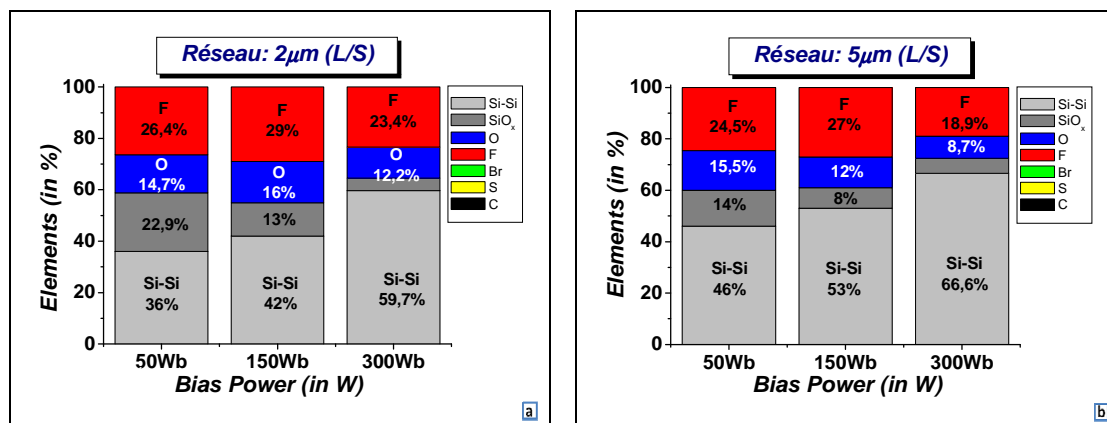 Réseau: 2µm (L/S)
Elements (in %)
100
80
60
40
20
0
F
26,4%
O
14,7%
22,9%
Si-Si
36%
F
29%
O
16%
13%
Si-Si
42%
F
23,4%
O
12,2%
Si-Si
59,7%
50Wb
150Wb
300Wb
Bias Power (in W)
Si-Si
SiOx
O
F
Br
S
C
a
Réseau: 5µm (L/S)
Elements (in %)
100
80
60
40
20
0
F
24,5%
15,5%
14%
Si-Si
46%
F
27%
12%
8%
Si-Si
53%
F
18,9%
8,7%
Si-Si
66,6%
50Wb
150Wb
300Wb
Bias Power (in W)
Si-Si
SiOx
O
F
Br
S
C
b